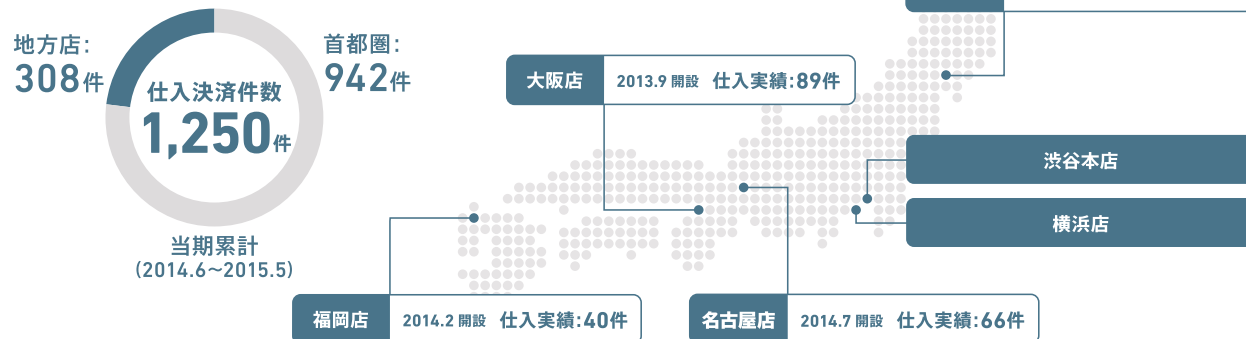 地方店:
308件
首都圏:
942件
仕入決済件数
1,250件
当期累計
(2014.6〜2015.5)
大阪店 2013.9 開設 仕入実績:89件
渋谷本店
横浜店
福岡店 2014.2 開設 仕入実績:40件
名古屋店 2014.7 開設 仕入実績:66件